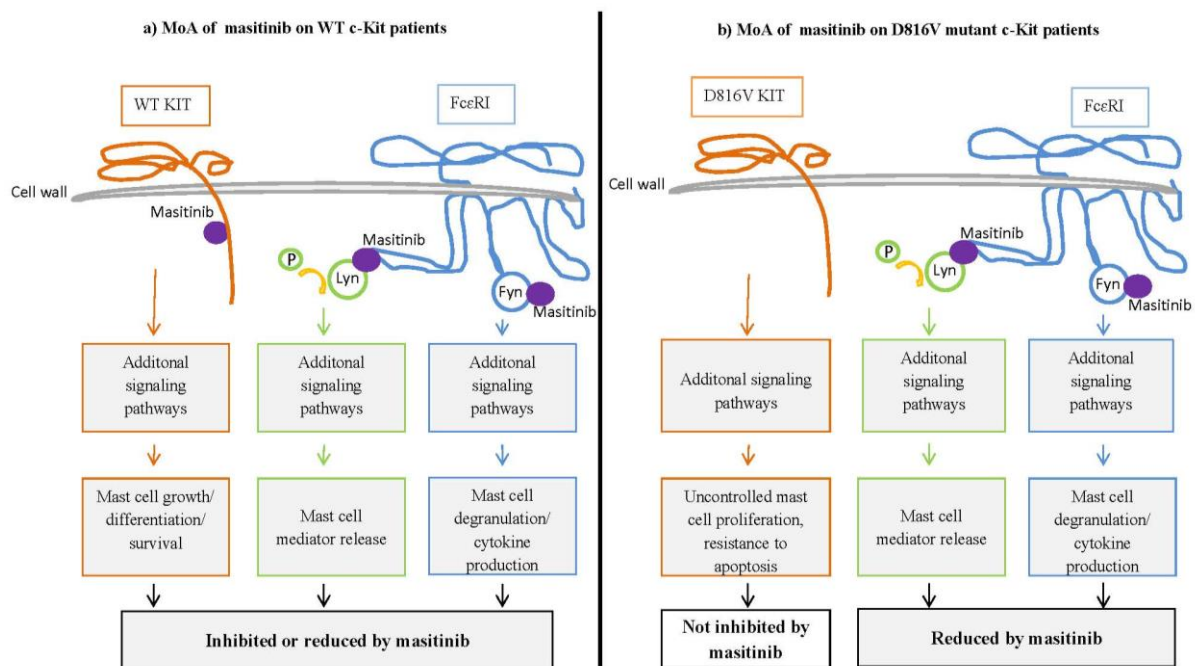 a) MoA of masitinib on WT c-Kit patients
WT KIT
FcεRI
Cell wall
Masitinib
P
Lyn
Masitinib
Fyn
Masitinib
Additonal
signaling
pathways
Additonal
signaling
pathways
Additonal
signaling
pathways
Mast cell growth/
differentiation/
survival
Mast cell
mediator release
Mast cell
degranulation/
cytokine
production
Inhibited or reduced by masitinib
b) MoA of masitinib on D816V mutant c-Kit patients
D816V KIT
FcεRI
Cell wall
P
Lyn
Masitinib
Fyn
Masitinib
Additonal signaling
pathways
Additonal
signaling
pathways
Additonal
signaling
pathways
Uncontrolled mast
cell proliferation,
resistance to
apoptosis
Mast cell
mediator release
Mast cell
degranulation/
cytokine
production
Not inhibited by
masitinib
Reduced by masitinib